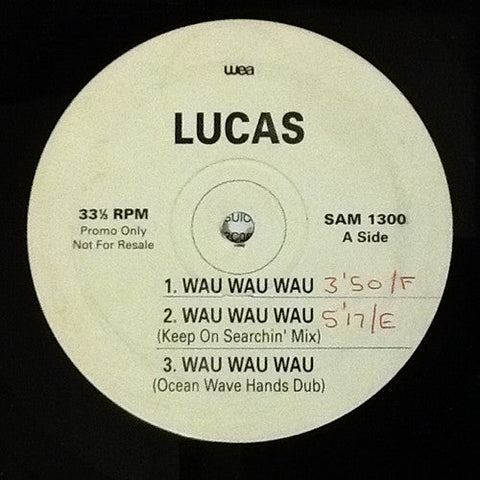 wea
LUCAS
33⅓ RPM
Promo Only
Not For Resale
SAM 1300
A Side
1. WAU WAU WAU 3'50/F
2. WAU WAU WAU 5'17/E
(Keep On Searchin' Mix)
3. WAU WAU WAU
(Ocean Wave Hands Dub)